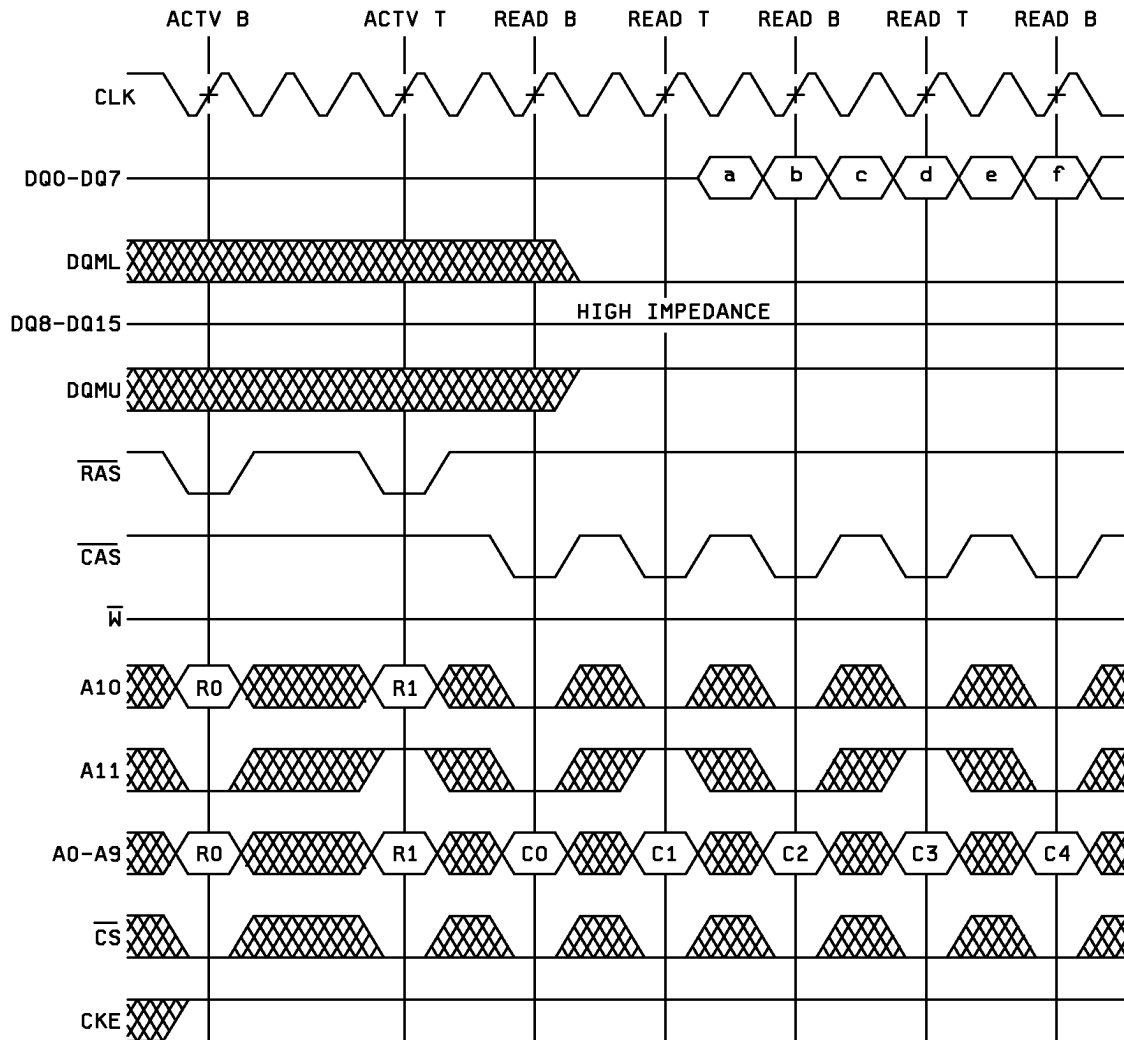 ACTV B ACTV T READ B READ T READ B READ T READ B
CLK
DQ0-DQ7 a b c d e f
DQML
HIGH IMPEDANCE
DQ8-DQ15
DQMU
RAS
CAS
W
A10 R0 R1
A11
A0-A9 R0 R1 C0 C1 C2 C3 C4
CS
CKE